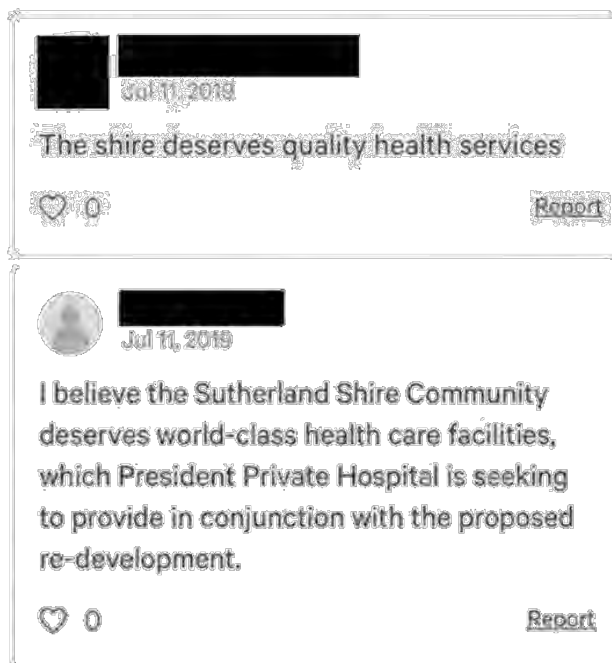 Jul 11, 2019
The shire deserves quality health services
0
Report
Jul 11, 2019
I believe the Sutherland Shire Community
deserves world-class health care facilities,
which President Private Hospital is seeking
to provide in conjunction with the proposed
re-development.
0
Report